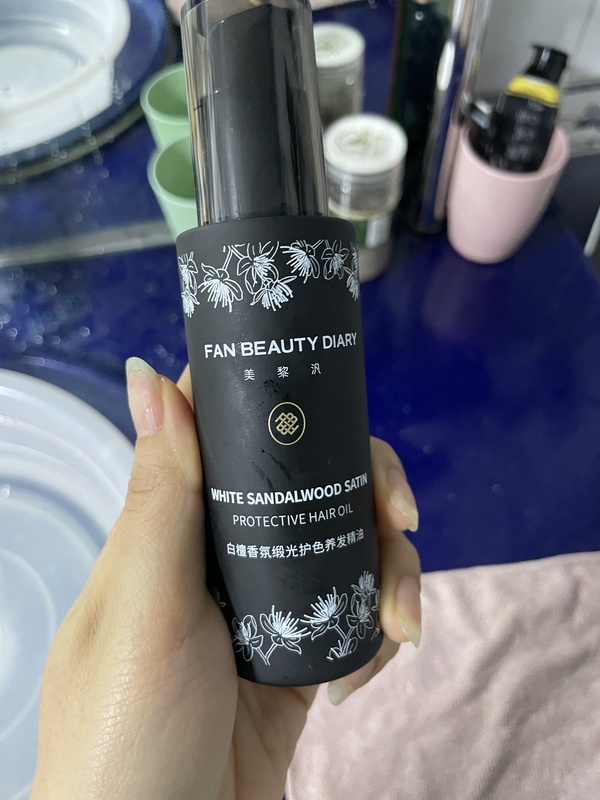 FAN BEAUTY DIARY
美黎汎
WHITE SANDALWOOD SATIN
PROTECTIVE HAIR OIL
白檀香氛缎光护色养发精油